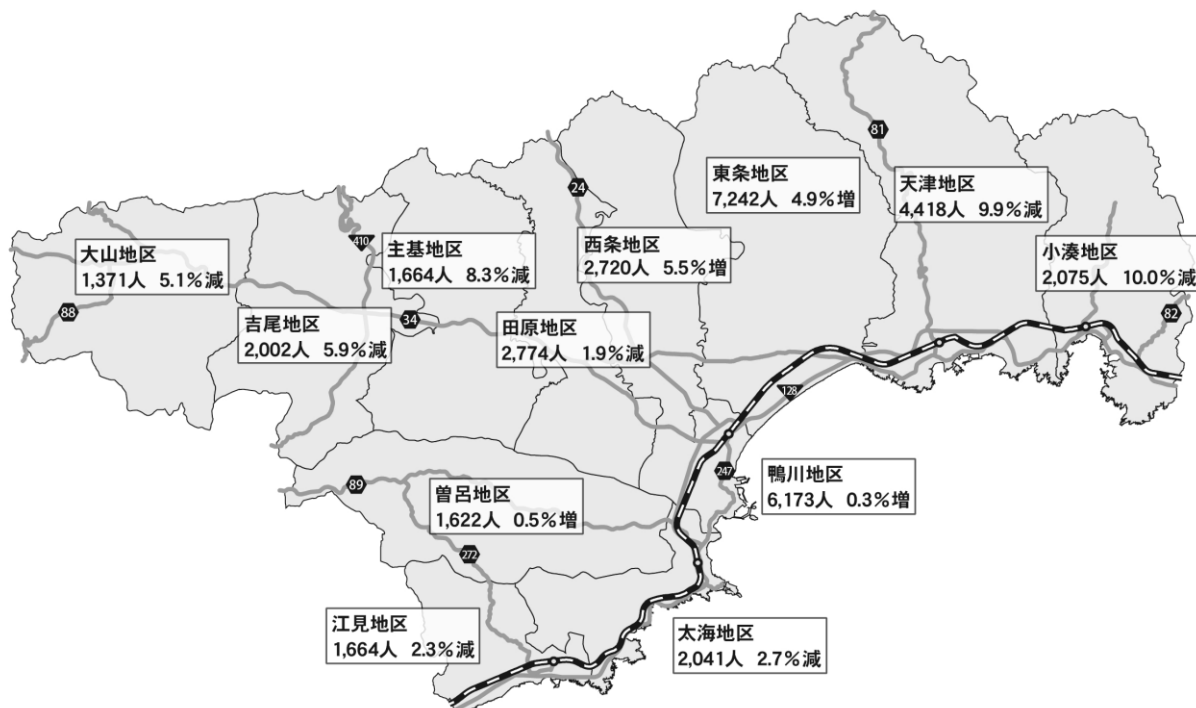 81
東条地区
7,242人 4.9%増
天津地区
4,418人 9.9%減
24
410
主基地区
1,664人 8.3%減
西条地区
2,720人 5.5%増
小湊地区
2,075人 10.0%減
大山地区
1,371人 5.1%減
88
吉尾地区
2,002人 5.9%減
34
田原地区
2,774人 1.9%減
82
128
247
鴨川地区
6,173人 0.3%増
89
曽呂地区
1,622人 0.5%増
272
江見地区
1,664人 2.3%減
太海地区
2,041人 2.7%減